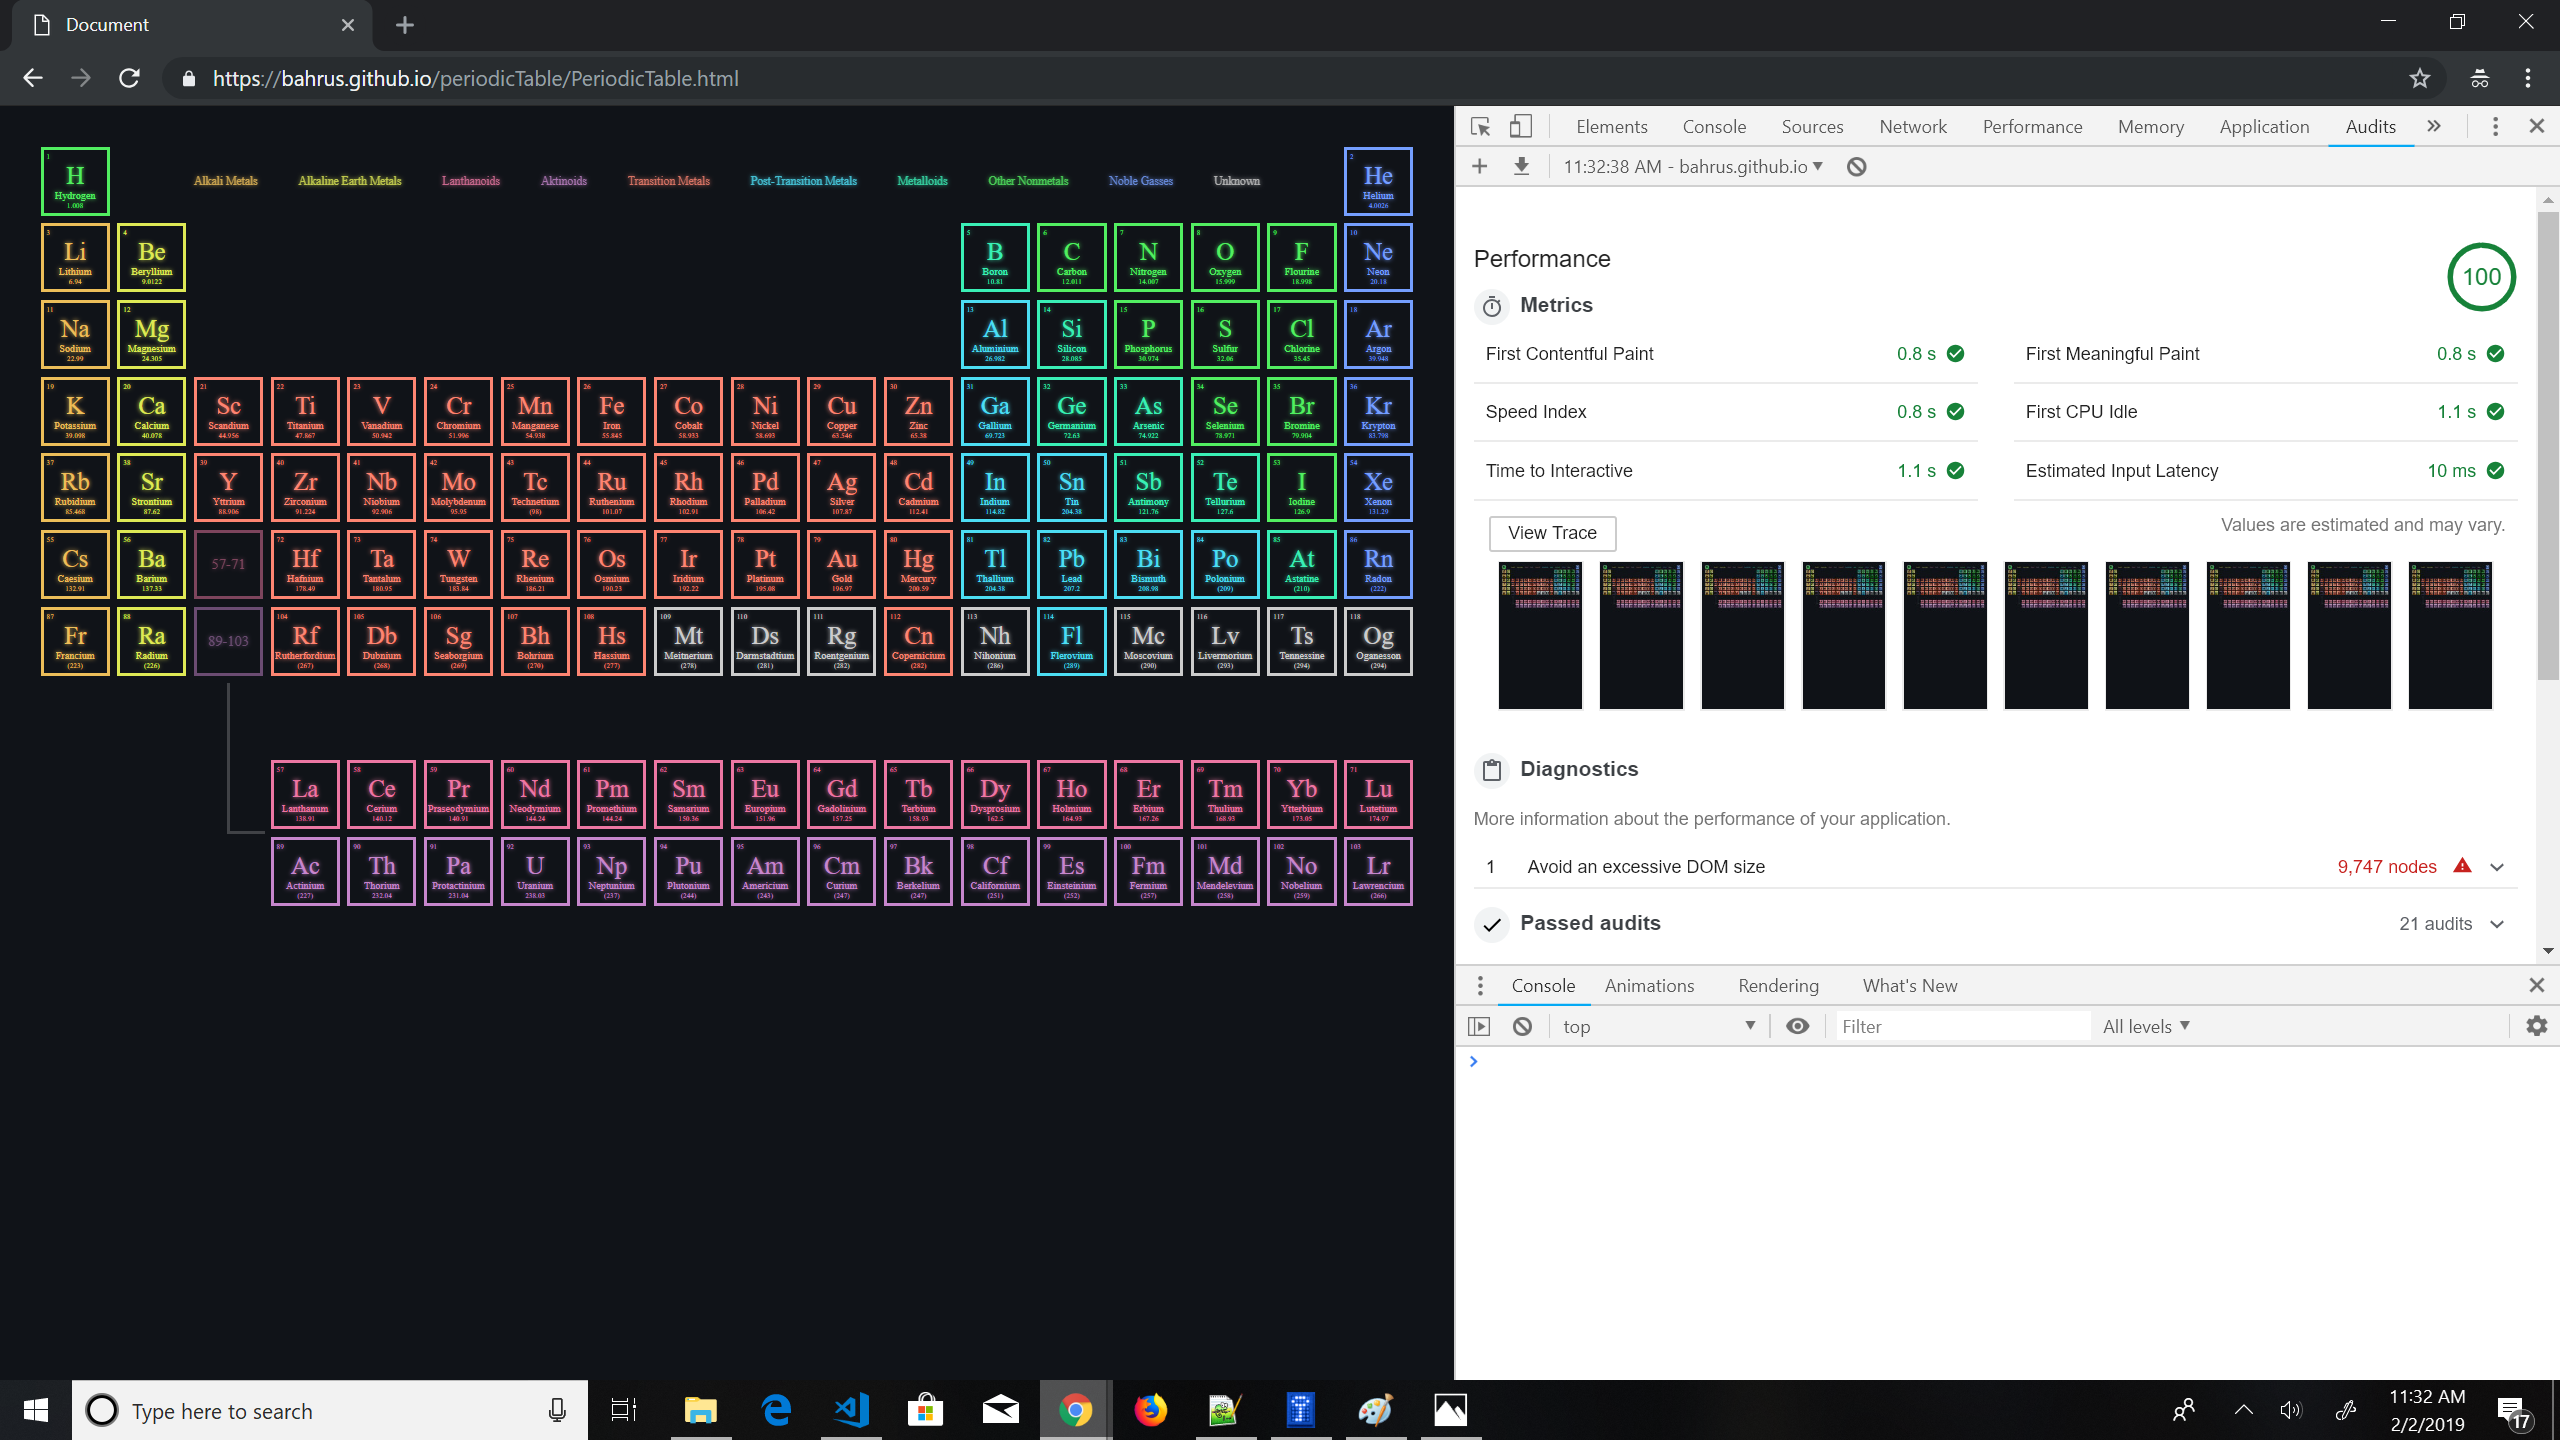 Document
https://bahrus.github.io/periodicTable/PeriodicTable.html
Elements Console Sources Network Performance Memory Application Audits
11:32:38 AM - bahrus.github.io
1 H Hydrogen 1.008
Alkali Metals Alkaline Earth Metals Lanthanoids Aktinoids Transition Metals Post-Transition Metals Metalloids Other Nonmetals Noble Gasses Unknown
2 He Helium 4.0026
3 Li Lithium 6.94
4 Be Beryllium 9.0122
5 B Boron 10.81
6 C Carbon 12.011
7 N Nitrogen 14.007
8 O Oxygen 15.999
9 F Flourine 18.998
10 Ne Neon 20.18
11 Na Sodium 22.99
12 Mg Magnesium 24.305
13 Al Aluminium 26.982
14 Si Silicon 28.085
15 P Phosphorus 30.974
16 S Sulfur 32.06
17 Cl Chlorine 35.45
18 Ar Argon 39.948
19 K Potassium 39.098
20 Ca Calcium 40.078
21 Sc Scandium 44.956
22 Ti Titanium 47.867
23 V Vanadium 50.942
24 Cr Chromium 51.996
25 Mn Manganese 54.938
26 Fe Iron 55.845
27 Co Cobalt 58.933
28 Ni Nickel 58.693
29 Cu Copper 63.546
30 Zn Zinc 65.38
31 Ga Gallium 69.723
32 Ge Germanium 72.63
33 As Arsenic 74.922
34 Se Selenium 78.971
35 Br Bromine 79.904
36 Kr Krypton 83.798
37 Rb Rubidium 85.468
38 Sr Strontium 87.62
39 Y Yttrium 88.906
40 Zr Zirconium 91.224
41 Nb Niobium 92.906
42 Mo Molybdenum 95.95
43 Tc Technetium (98)
44 Ru Ruthenium 101.07
45 Rh Rhodium 102.91
46 Pd Palladium 106.42
47 Ag Silver 107.87
48 Cd Cadmium 112.41
49 In Indium 114.82
50 Sn Tin 204.38
51 Sb Antimony 121.76
52 Te Tellurium 127.6
53 I Iodine 126.9
54 Xe Xenon 131.29
55 Cs Caesium 132.91
56 Ba Barium 137.33
57-71
72 Hf Hafnium 178.49
73 Ta Tantalum 180.95
74 W Tungsten 183.84
75 Re Rhenium 186.21
76 Os Osmium 190.23
77 Ir Iridium 192.22
78 Pt Platinum 195.08
79 Au Gold 196.97
80 Hg Mercury 200.59
81 Tl Thallium 204.38
82 Pb Lead 207.2
83 Bi Bismuth 208.98
84 Po Polonium (209)
85 At Astatine (210)
86 Rn Radon (222)
87 Fr Francium (223)
88 Ra Radium (226)
89-103
104 Rf Rutherfordium (267)
105 Db Dubnium (268)
106 Sg Seaborgium (269)
107 Bh Bohrium (270)
108 Hs Hassium (277)
109 Mt Meitnerium (278)
110 Ds Darmstadtium (281)
111 Rg Roentgenium (282)
112 Cn Copernicium (282)
113 Nh Nihonium (286)
114 Fl Flerovium (289)
115 Mc Moscovium (290)
116 Lv Livermorium (293)
117 Ts Tennessine (294)
118 Og Oganesson (294)
57 La Lanthanum 138.91
58 Ce Cerium 140.12
59 Pr Praseodymium 140.91
60 Nd Neodymium 144.24
61 Pm Promethium 144.24
62 Sm Samarium 150.36
63 Eu Europium 151.96
64 Gd Gadolinium 157.25
65 Tb Terbium 158.93
66 Dy Dysprosium 162.5
67 Ho Holmium 164.93
68 Er Erbium 167.26
69 Tm Thulium 168.93
70 Yb Ytterbium 173.05
71 Lu Lutetium 174.97
89 Ac Actinium (227)
90 Th Thorium 232.04
91 Pa Protactinium 231.04
92 U Uranium 238.03
93 Np Neptunium (237)
94 Pu Plutonium (244)
95 Am Americium (243)
96 Cm Curium (247)
97 Bk Berkelium (247)
98 Cf Californium (251)
99 Es Einsteinium (252)
100 Fm Fermium (257)
101 Md Mendelevium (258)
102 No Nobelium (259)
103 Lr Lawrencium (266)
Performance
100
Metrics
First Contentful Paint 0.8 s
First Meaningful Paint 0.8 s
Speed Index 0.8 s
First CPU Idle 1.1 s
Time to Interactive 1.1 s
Estimated Input Latency 10 ms
View Trace
Values are estimated and may vary.
Diagnostics
More information about the performance of your application.
1 Avoid an excessive DOM size 9,747 nodes
Passed audits 21 audits
Console Animations Rendering What's New
top Filter All levels
Type here to search
11:32 AM
2/2/2019
17